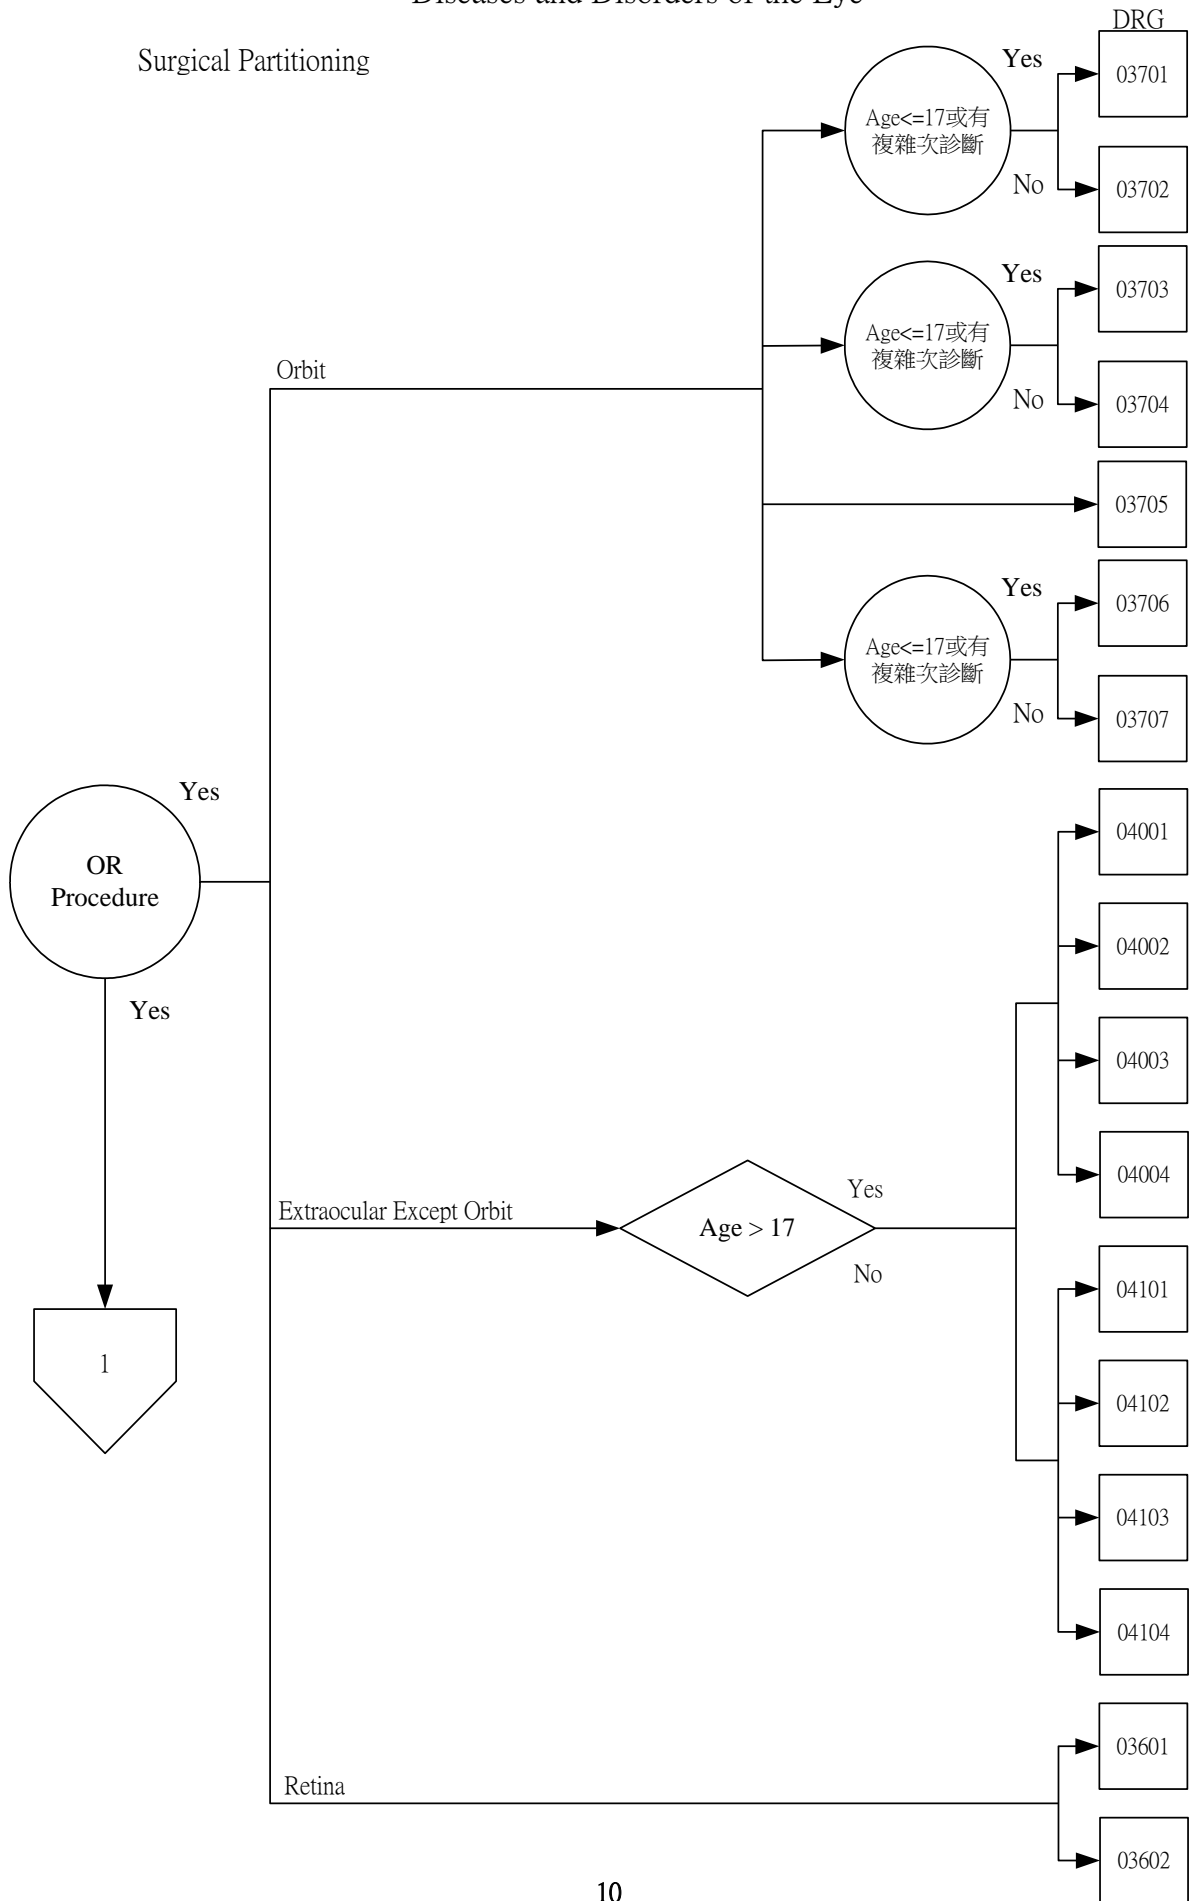 Diseases and Disorders of the Eye
DRG
Surgical Partitioning
Yes
03701
Age<=17或有
複雜次診斷
No
03702
Yes
03703
Age<=17或有
複雜次診斷
No
03704
Orbit
03705
Yes
03706
Age<=17或有
複雜次診斷
No
03707
Yes
OR
Procedure
Yes
1
04001
04002
04003
04004
Extraocular Except Orbit
Age > 17
Yes
No
04101
04102
04103
04104
Retina
03601
03602
10